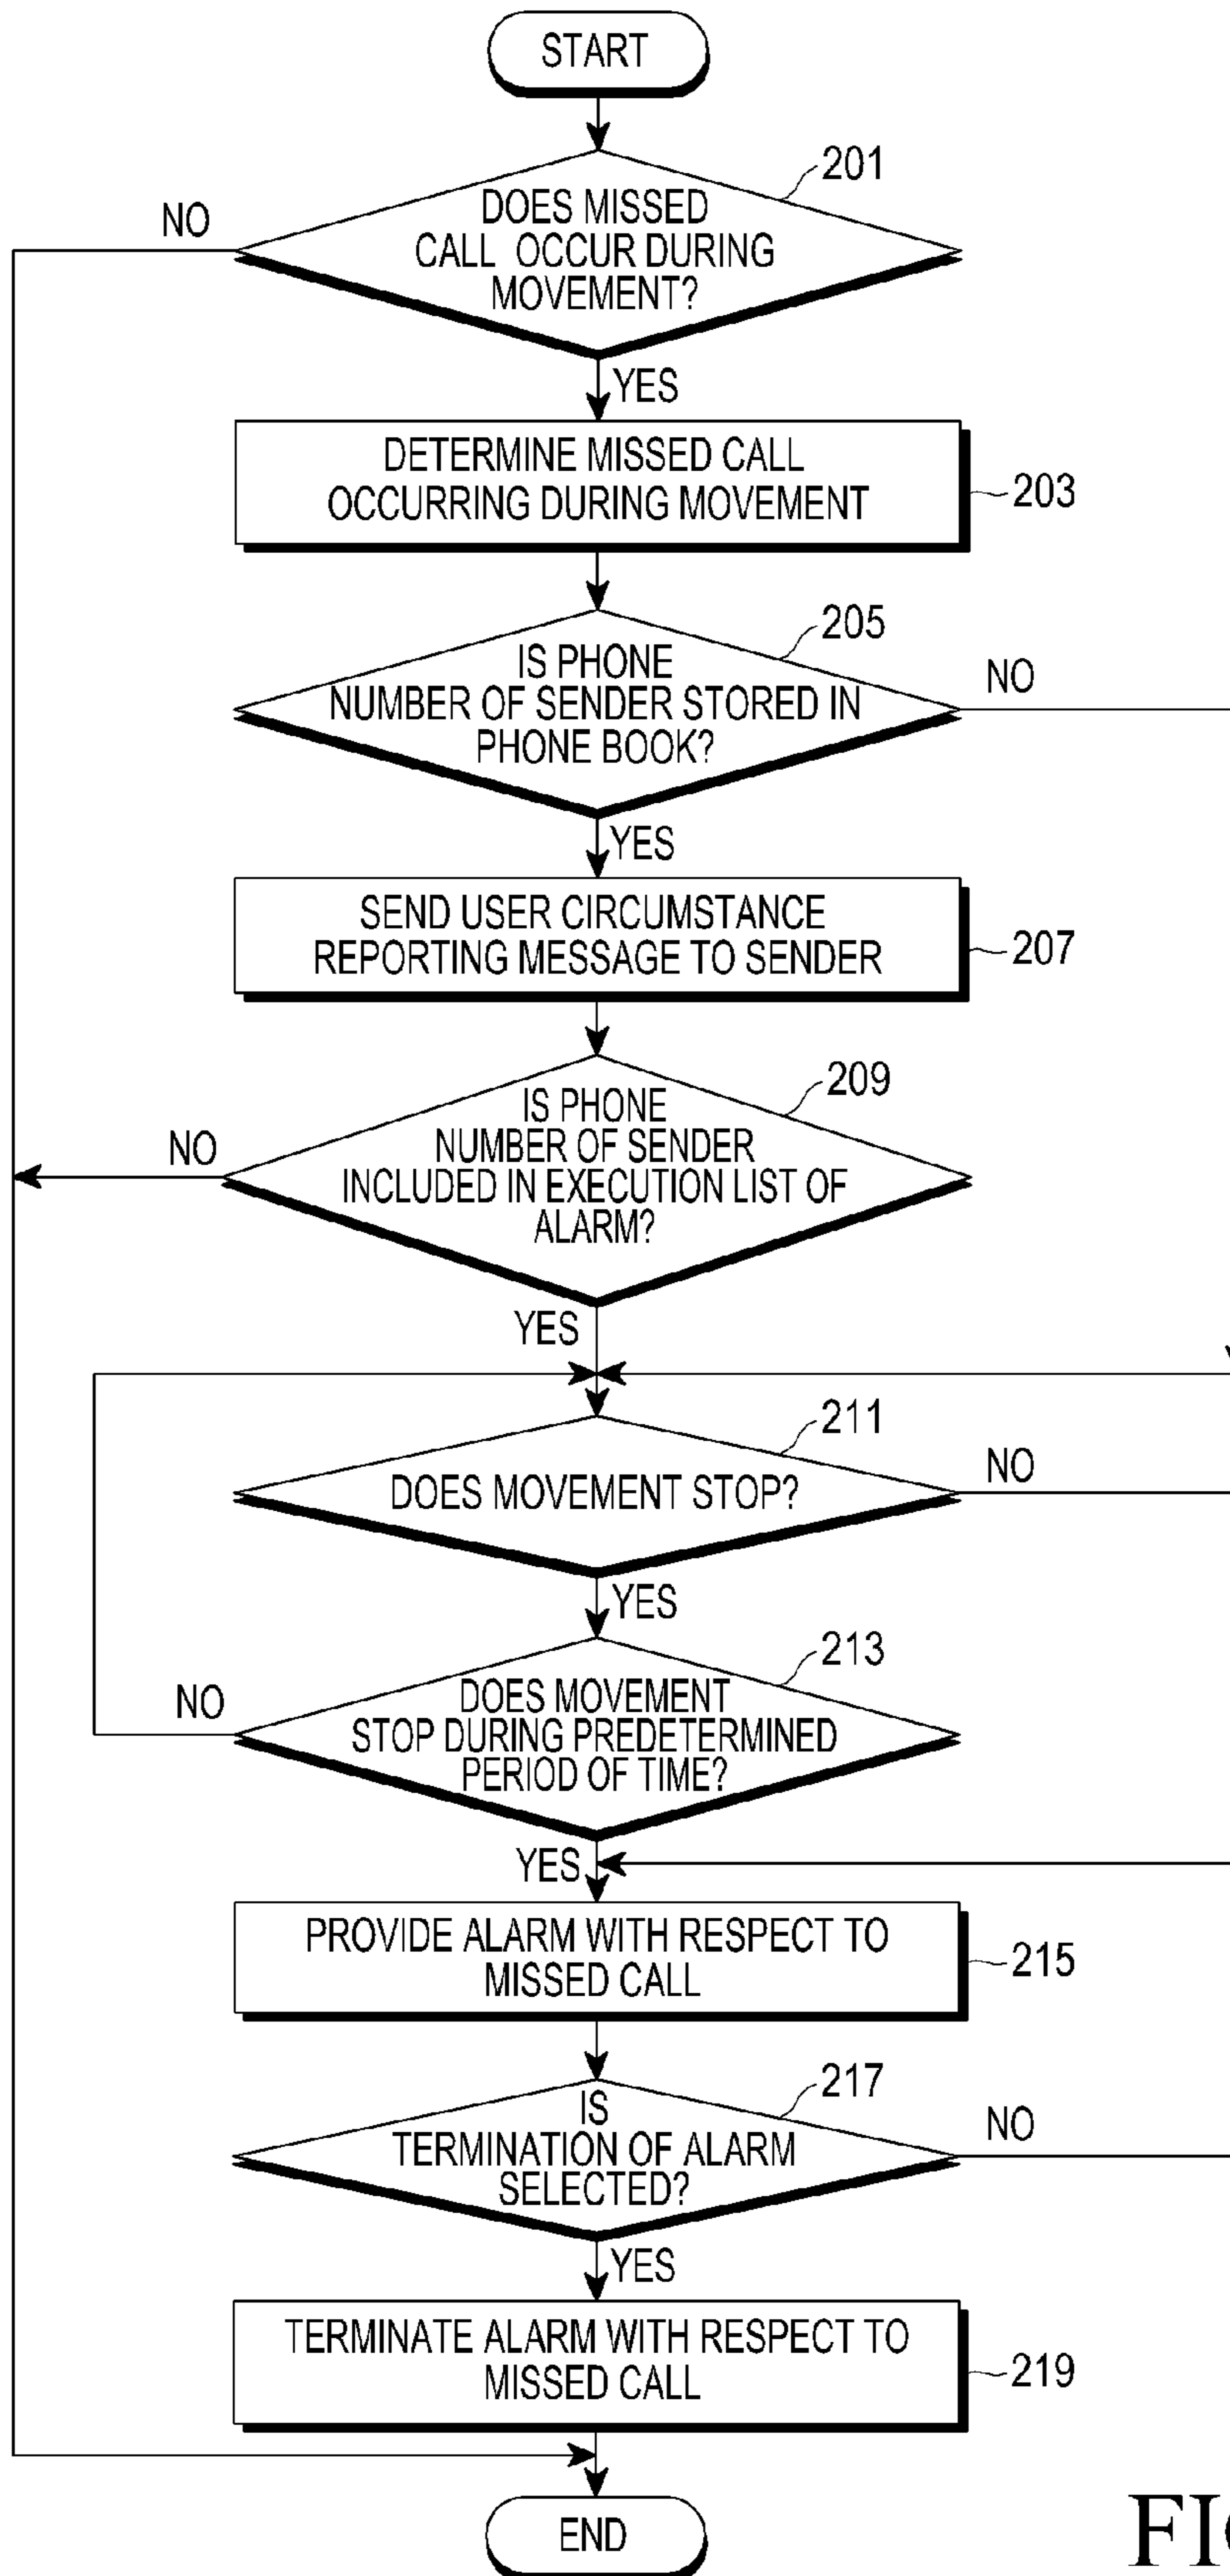 START
201
DOES MISSED
CALL OCCUR DURING
MOVEMENT?
NO
YES
DETERMINE MISSED CALL
OCCURRING DURING MOVEMENT
203
205
IS PHONE
NUMBER OF SENDER STORED IN
PHONE BOOK?
NO
YES
SEND USER CIRCUMSTANCE
REPORTING MESSAGE TO SENDER
207
209
IS PHONE
NUMBER OF SENDER
INCLUDED IN EXECUTION LIST OF
ALARM?
NO
YES
211
DOES MOVEMENT STOP?
NO
YES
213
DOES MOVEMENT
STOP DURING PREDETERMINED
PERIOD OF TIME?
NO
YES
PROVIDE ALARM WITH RESPECT TO
MISSED CALL
215
217
IS
TERMINATION OF ALARM
SELECTED?
NO
YES
TERMINATE ALARM WITH RESPECT TO
MISSED CALL
219
END